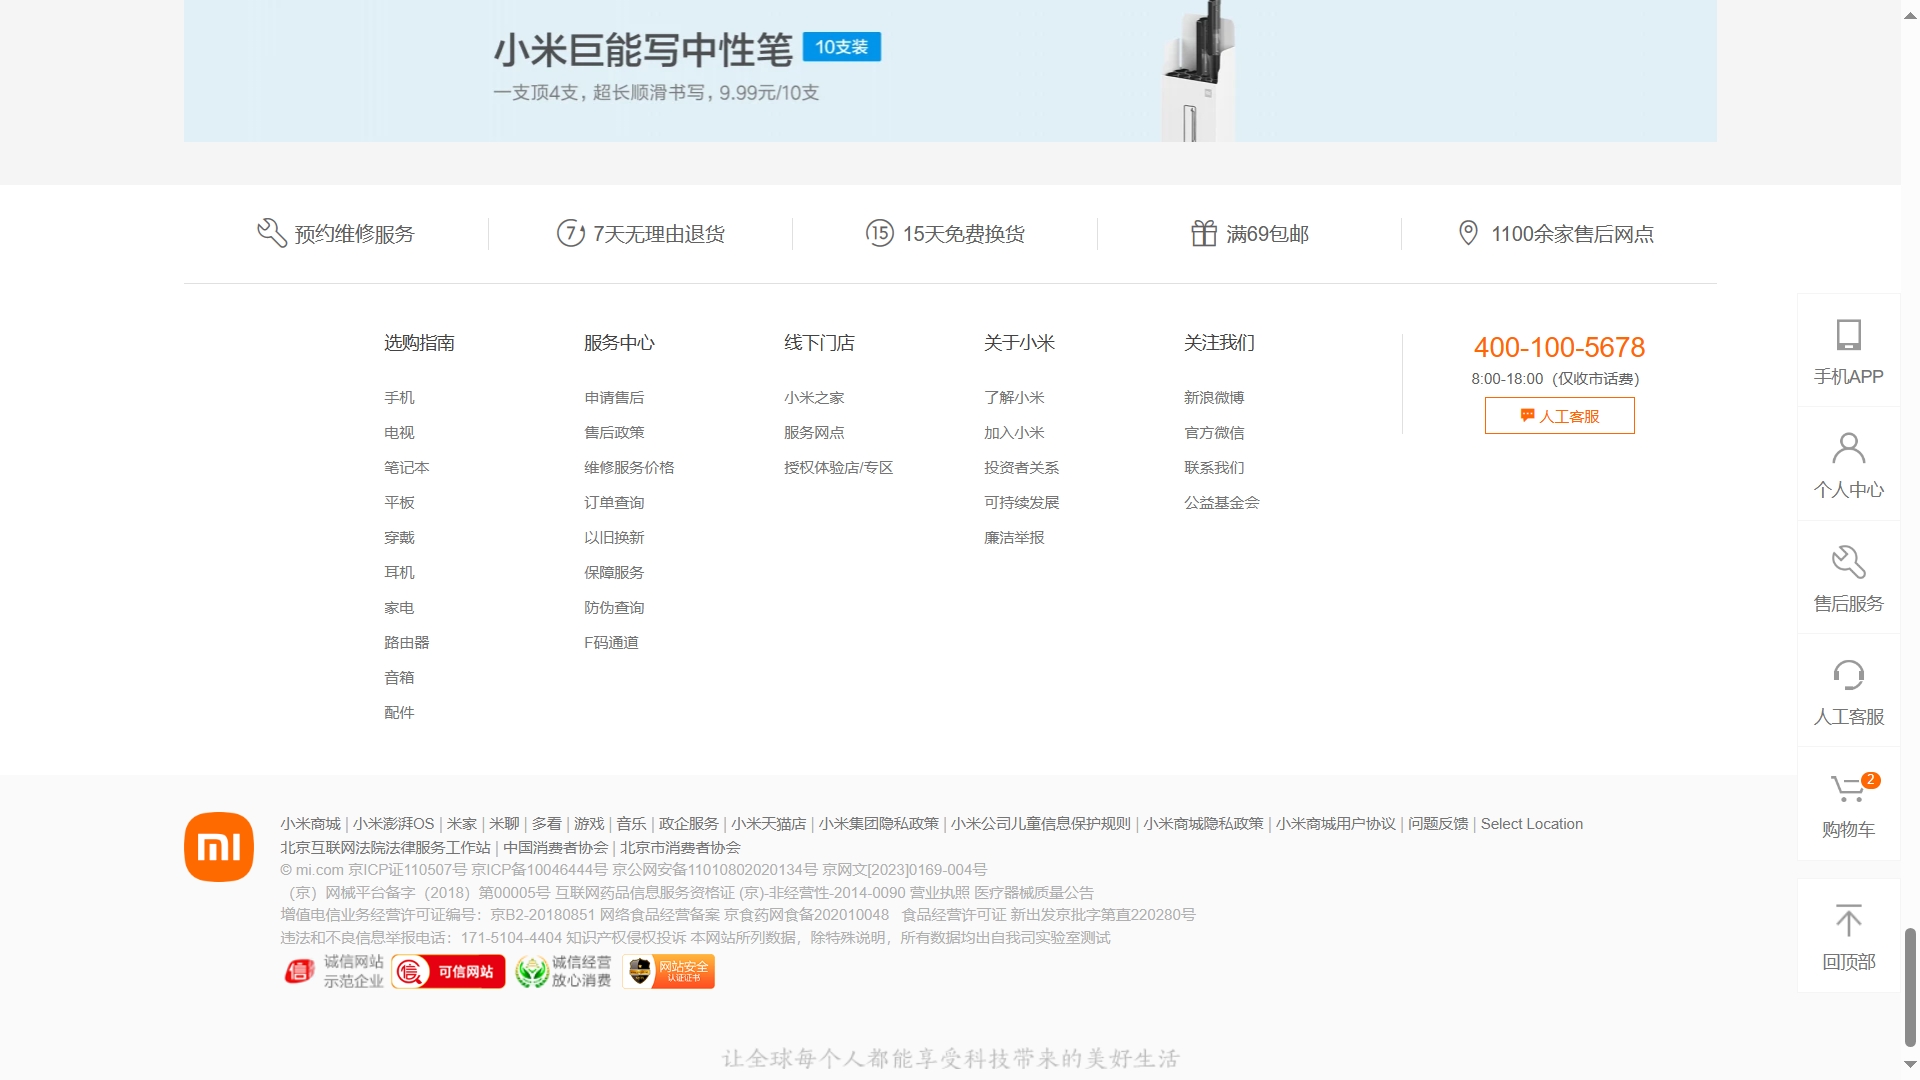 小米巨能写中性笔 10支装
一支顶4支，超长顺滑书写，9.99元/10支
预约维修服务
7天无理由退货
15天免费换货
满69包邮
1100余家售后网点
选购指南
手机
电视
笔记本
平板
穿戴
耳机
家电
路由器
音箱
配件
服务中心
申请售后
售后政策
维修服务价格
订单查询
以旧换新
保障服务
防伪查询
F码通道
线下门店
小米之家
服务网点
授权体验店/专区
关于小米
了解小米
加入小米
投资者关系
可持续发展
廉洁举报
关注我们
新浪微博
官方微信
联系我们
公益基金会
400-100-5678
8:00-18:00（仅收市话费）
人工客服
手机APP
个人中心
售后服务
人工客服
2
购物车
回顶部
小米商城 | 小米澎湃OS | 米家 | 米聊 | 多看 | 游戏 | 音乐 | 政企服务 | 小米天猫店 | 小米集团隐私政策 | 小米公司儿童信息保护规则 | 小米商城隐私政策 | 小米商城用户协议 | 问题反馈 | Select Location
北京互联网法院法律服务工作站 | 中国消费者协会 | 北京市消费者协会
© mi.com 京ICP证110507号 京ICP备10046444号 京公网安备11010802020134号 京网文[2023]0169-004号
（京）网械平台备字（2018）第00005号 互联网药品信息服务资格证 (京)-非经营性-2014-0090 营业执照 医疗器械质量公告
增值电信业务经营许可证编号：京B2-20180851 网络食品经营备案 京食药网食备202010048 食品经营许可证 新出发京批字第直220280号
违法和不良信息举报电话：171-5104-4404 知识产权侵权投诉 本网站所列数据，除特殊说明，所有数据均出自我司实验室测试
信 诚信网站
示范企业
信 可信网站
诚信经营
放心消费
网站安全
认证证书
让全球每个人都能享受科技带来的美好生活